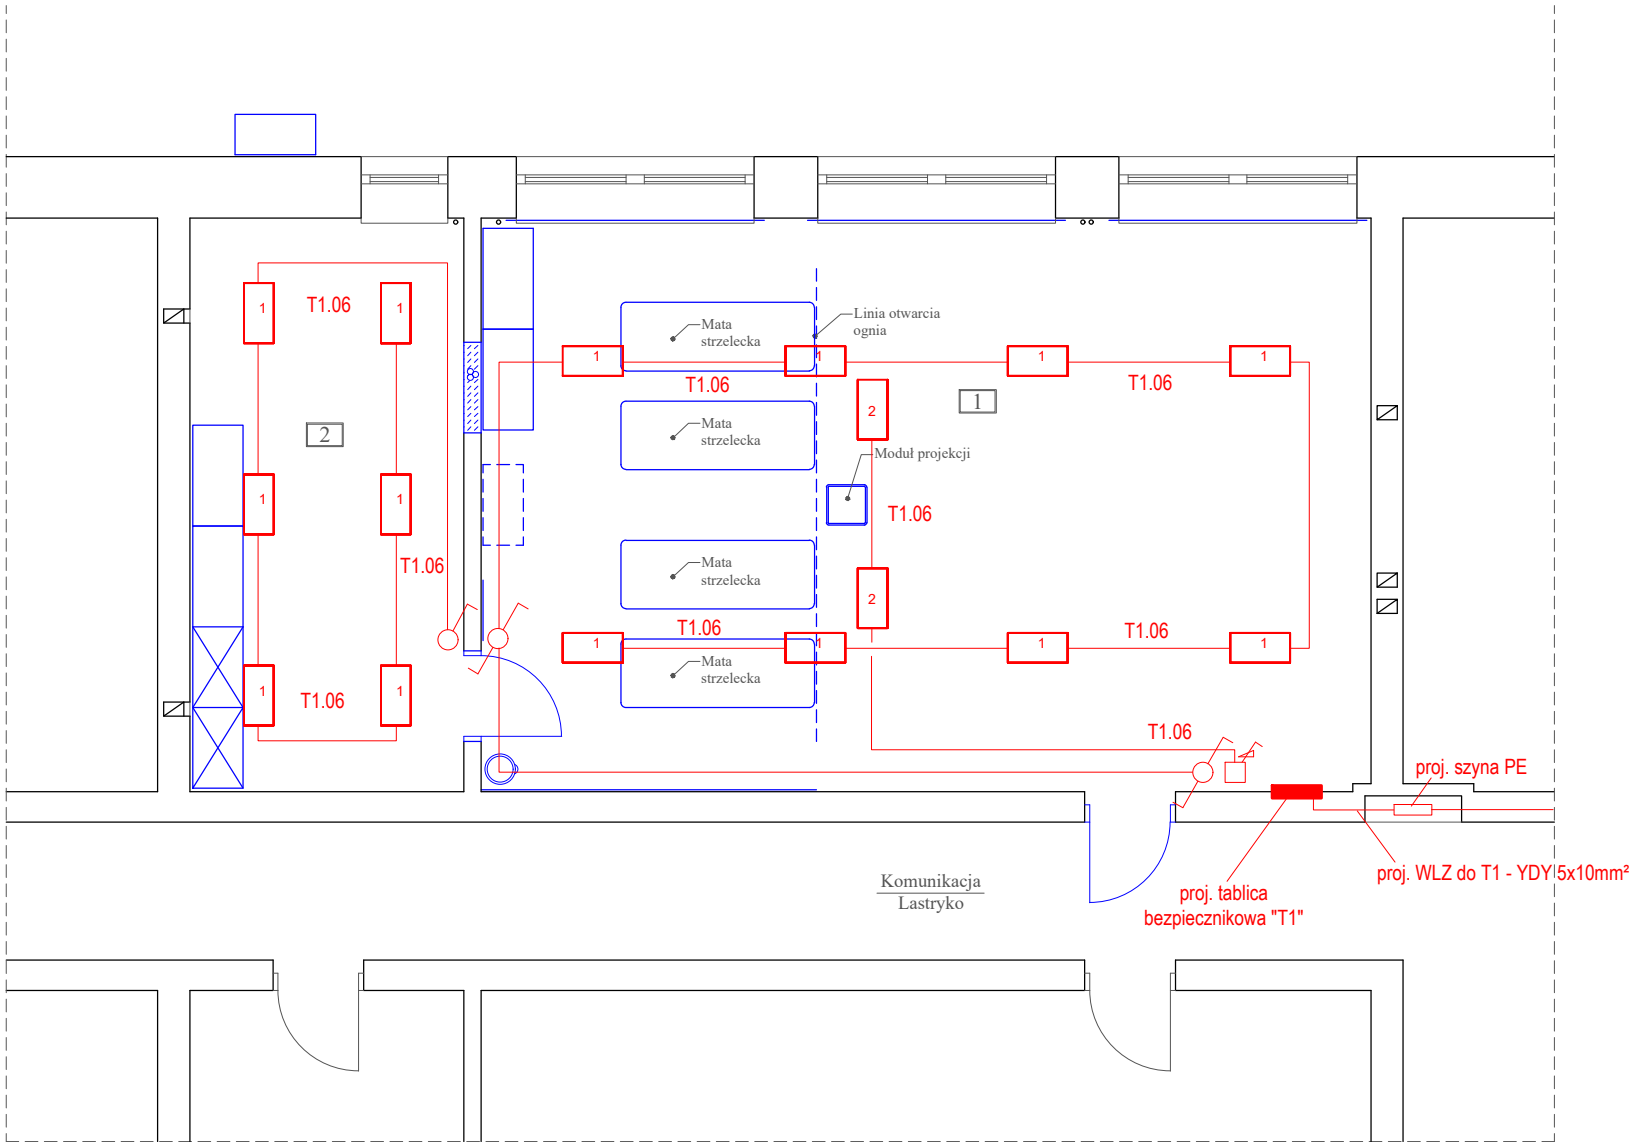 T1.06
1
1
Mata
strzelecka
Linia otwarcia
ognia
1
1
1
1
T1.06
T1.06
1
2
Mata
strzelecka
2
Moduł projekcji
1
1
T1.06
T1.06
Mata
strzelecka
2
T1.06
T1.06
1
1
1
1
Mata
strzelecka
1
1
T1.06
T1.06
proj. szyna PE
proj. WLZ do T1 - YDY 5x10mm²
Komunikacja
Lastryko
proj. tablica
bezpiecznikowa "T1"